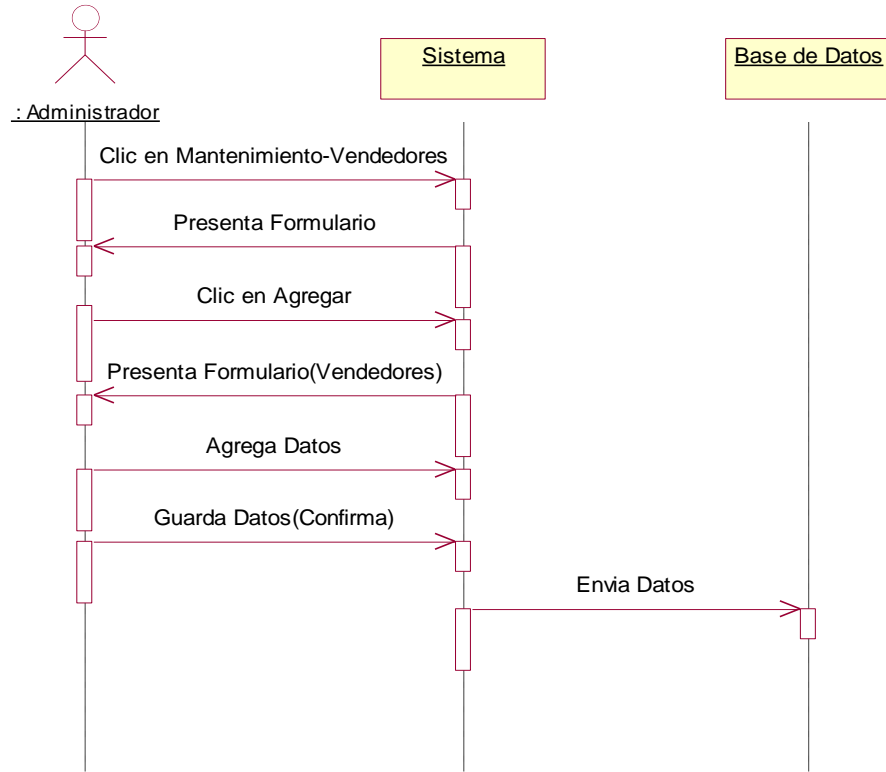 Sistema
Base de Datos
: Administrador
Clic en Mantenimiento-Vendedores
Presenta Formulario
Clic en Agregar
Presenta Formulario(Vendedores)
Agrega Datos
Guarda Datos(Confirma)
Envia Datos